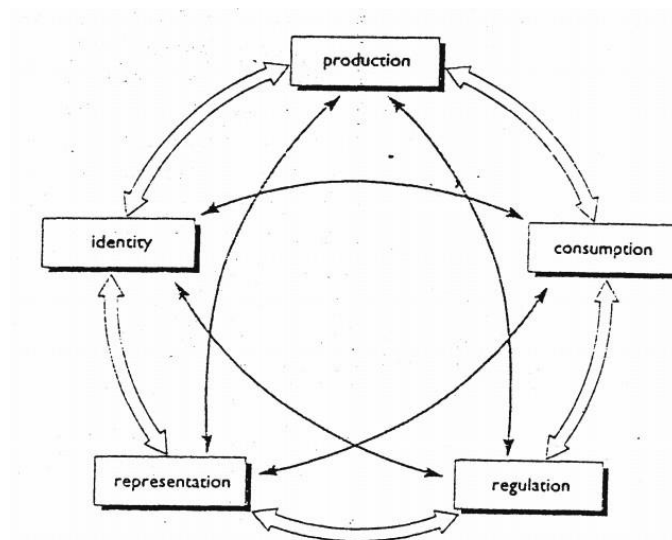 production
identity
consumption
representation
regulation